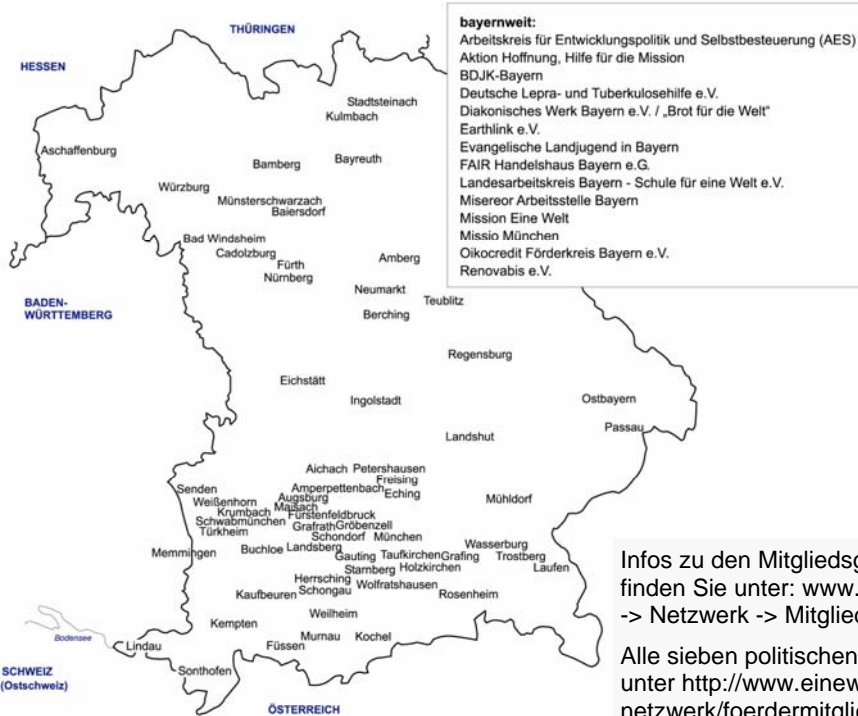 THÜRINGEN
HESSEN
bayernweit:
Arbeitskreis für Entwicklungspolitik und Selbstbesteuerung (AES)
Aktion Hoffnung, Hilfe für die Mission
BDJK-Bayern
Deutsche Lepra- und Tuberkulosehilfe e.V.
Diakonisches Werk Bayern e.V. / „Brot für die Welt"
Earthlink e.V.
Evangelische Landjugend in Bayern
FAIR Handelshaus Bayern e.G.
Landesarbeitskreis Bayern - Schule für eine Welt e.V.
Misereor Arbeitsstelle Bayern
Mission Eine Welt
Missio München
Oikocredit Förderkreis Bayern e.V.
Renovabis e.V.
Stadtsteinach
Kulmbach
Aschaffenburg
Bamberg
Bayreuth
Würzburg
Münsterschwarzach
Baiersdorf
Bad Windsheim
Cadolzburg
Fürth
Nürnberg
Amberg
Neumarkt
Teublitz
Berching
BADEN-
WÜRTTEMBERG
Regensburg
Eichstätt
Ingolstadt
Ostbayern
Passau
Landshut
Aichach
Petershausen
Freising
Senden
Amperpettenbach
Eching
Weißenhorn
Augsburg
Mühldorf
Krumbach
Maisach
Fürstenfeldbruck
Schwabmünchen
Grafrath
Gröbenzell
Türkheim
Schondorf
München
Memmingen
Buchloe
Landsberg
Gauting
Taufkirchen
Grafing
Wasserburg
Trostberg
Laufen
Starnberg
Holzkirchen
Herrsching
Wolfratshausen
Kaufbeuren
Schongau
Rosenheim
Weilheim
Kempten
Murnau
Kochel
Füssen
Bodensee
Lindau
Sonthofen
SCHWEIZ
(Ostschweiz)
ÖSTERREICH
Infos zu den Mitgliedsg
finden Sie unter: www.
-> Netzwerk -> Mitglied
Alle sieben politischen
unter http://www.einew
netzwerk/foerdermitglie